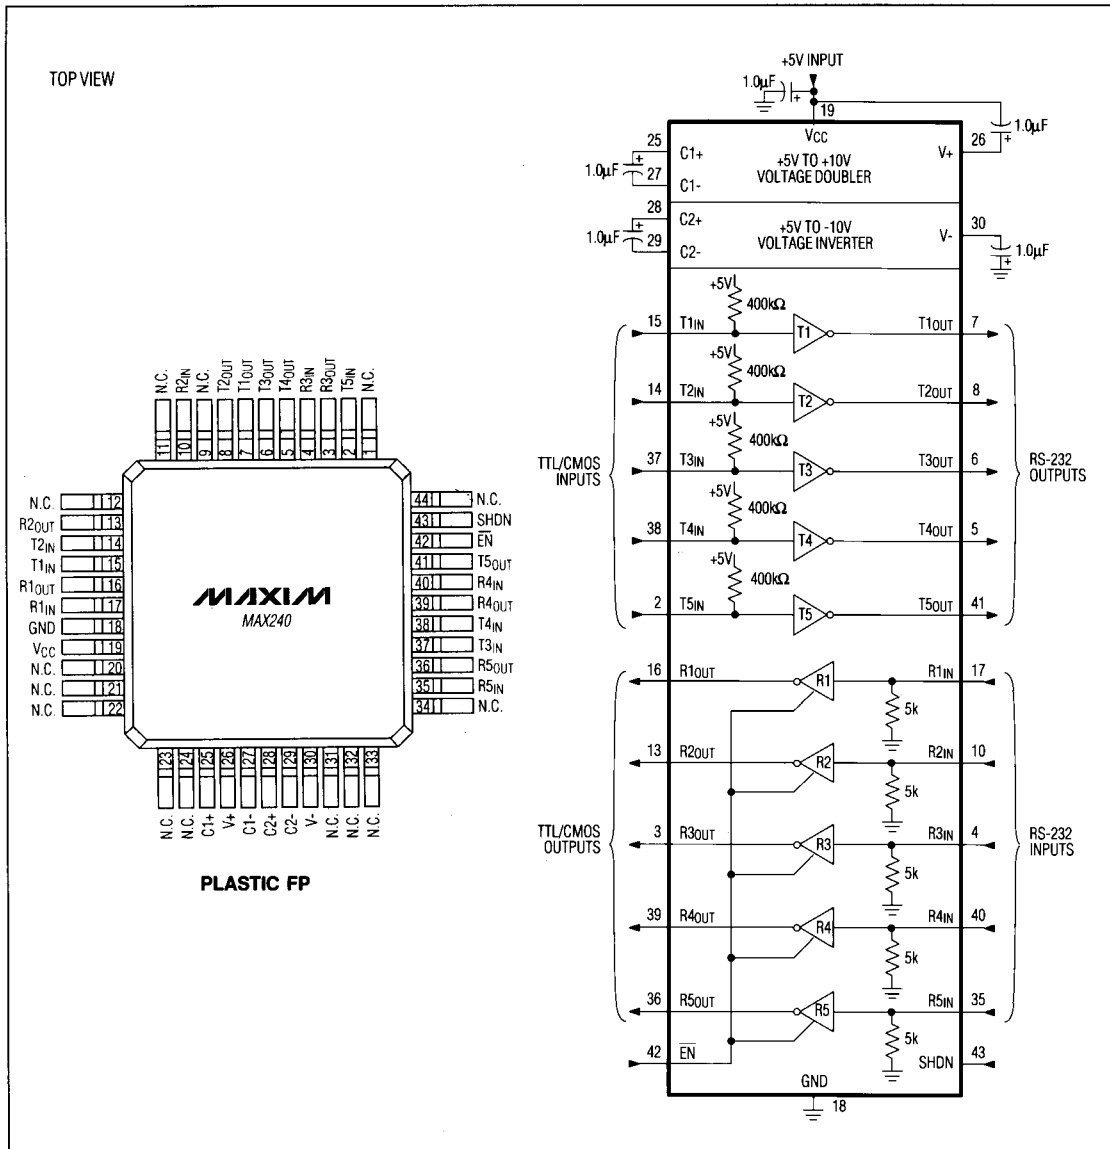 TOP VIEW
N.C.
R2IN
N.C.
T2OUT
T1OUT
T3OUT
T4OUT
R3IN
R3OUT
T5IN
N.C.
11
10
9
8
7
6
5
4
3
2
1
N.C. 12
R2OUT 13
T2IN 14
T1IN 15
R1OUT 16
R1IN 17
GND 18
VCC 19
N.C. 20
N.C. 21
N.C. 22
MAXIM
MAX240
44 N.C.
43 SHDN
42 EN
41 T5OUT
40 R4IN
39 R4OUT
38 T4IN
37 T3IN
36 R5OUT
35 R5IN
34 N.C.
23
24
25
26
27
28
29
30
31
32
33
N.C.
N.C.
C1+
V+
C1-
C2+
C2-
V-
N.C.
N.C.
N.C.
PLASTIC FP
+5V INPUT
1.0µF
+
19
VCC
1.0µF
+
25 C1+
1.0µF
+
27 C1-
+5V TO +10V
VOLTAGE DOUBLER
V+ 26
28 C2+
1.0µF
+
29 C2-
+5V TO -10V
VOLTAGE INVERTER
V- 30
1.0µF
+
TTL/CMOS
INPUTS
+5V
400kΩ
15 T1IN T1 T1OUT 7
+5V
400kΩ
14 T2IN T2 T2OUT 8
+5V
400kΩ
37 T3IN T3 T3OUT 6
+5V
400kΩ
38 T4IN T4 T4OUT 5
+5V
400kΩ
2 T5IN T5 T5OUT 41
RS-232
OUTPUTS
TTL/CMOS
OUTPUTS
16 R1OUT R1 R1IN 17
5k
13 R2OUT R2 R2IN 10
5k
3 R3OUT R3 R3IN 4
5k
39 R4OUT R4 R4IN 40
5k
36 R5OUT R5 R5IN 35
5k
RS-232
INPUTS
42 EN
SHDN 43
GND
18